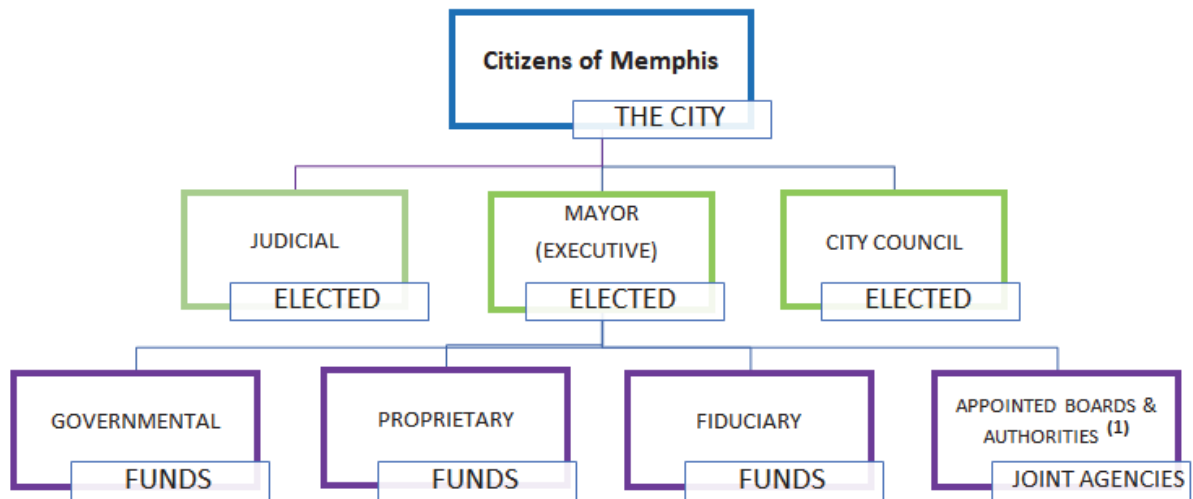 Citizens of Memphis
THE CITY
JUDICIAL
ELECTED
MAYOR
(EXECUTIVE)
ELECTED
CITY COUNCIL
ELECTED
GOVERNMENTAL
FUNDS
PROPRIETARY
FUNDS
FIDUCIARY
FUNDS
APPOINTED BOARDS &
AUTHORITIES (1)
JOINT AGENCIES